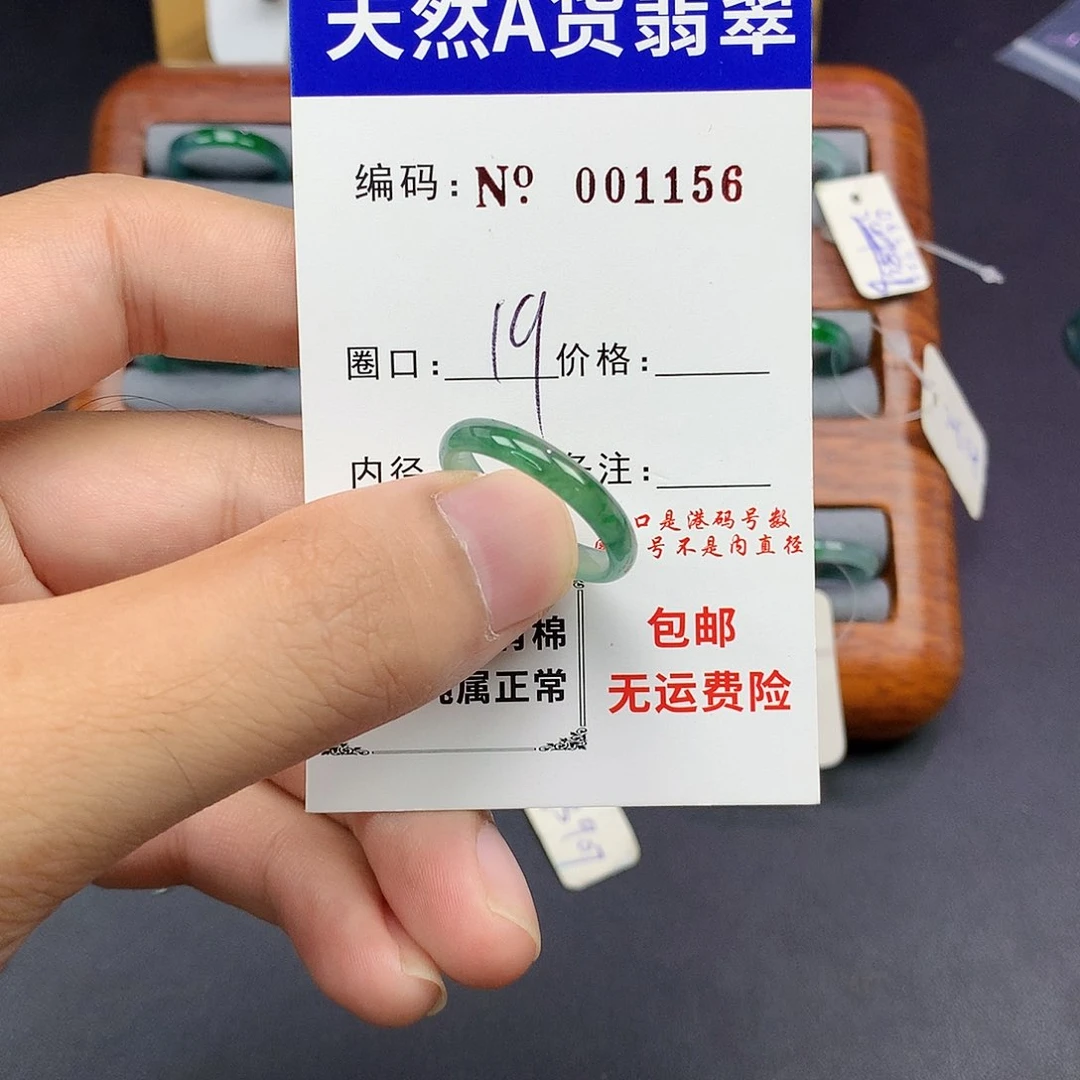 天然A货翡翠
编码: Nº 001156
圈口: 19 价格:
内径 备注:
口是港码号数
号不是内直径
棉
属正常
包邮
无运费险